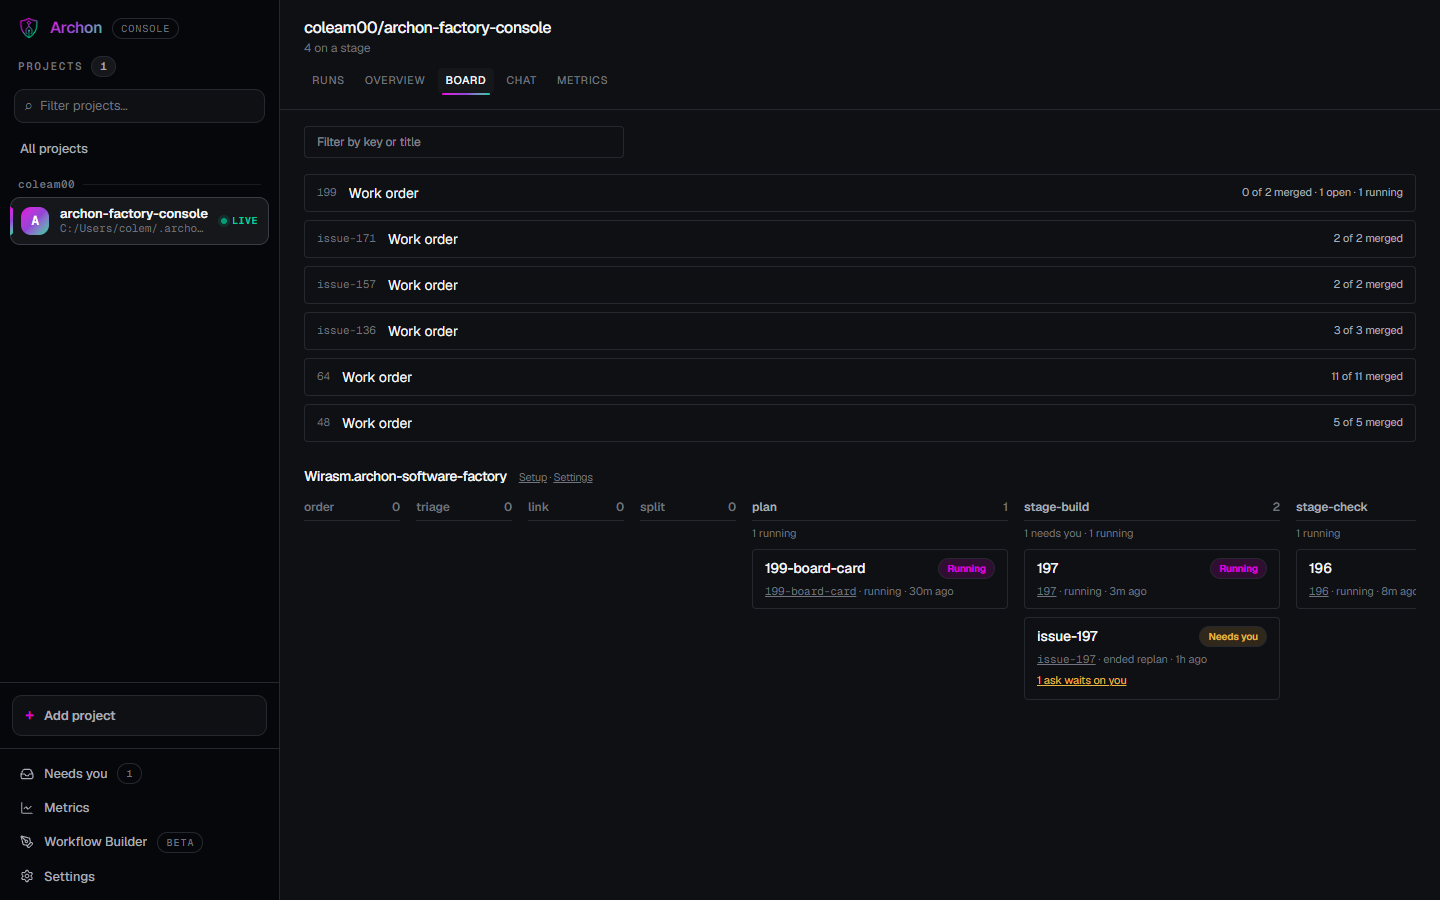 Archon CONSOLE
PROJECTS 1
Filter projects...
All projects
coleam00
A archon-factory-console LIVE
C:/Users/colem/.archo...
+ Add project
Needs you 1
Metrics
Workflow Builder BETA
Settings
coleam00/archon-factory-console
4 on a stage
RUNS OVERVIEW BOARD CHAT METRICS
Filter by key or title
199 Work order 0 of 2 merged · 1 open · 1 running
issue-171 Work order 2 of 2 merged
issue-157 Work order 2 of 2 merged
issue-136 Work order 3 of 3 merged
64 Work order 11 of 11 merged
48 Work order 5 of 5 merged
Wirasm.archon-software-factory Setup · Settings
order 0 triage 0 link 0 split 0 plan 1 stage-build 2 stage-check
1 running
199-board-card Running
199-board-card · running · 30m ago
1 needs you · 1 running
197 Running
197 · running · 3m ago
issue-197 Needs you
issue-197 · ended replan · 1h ago
1 ask waits on you
1 running
196
196 · running · 8m ago